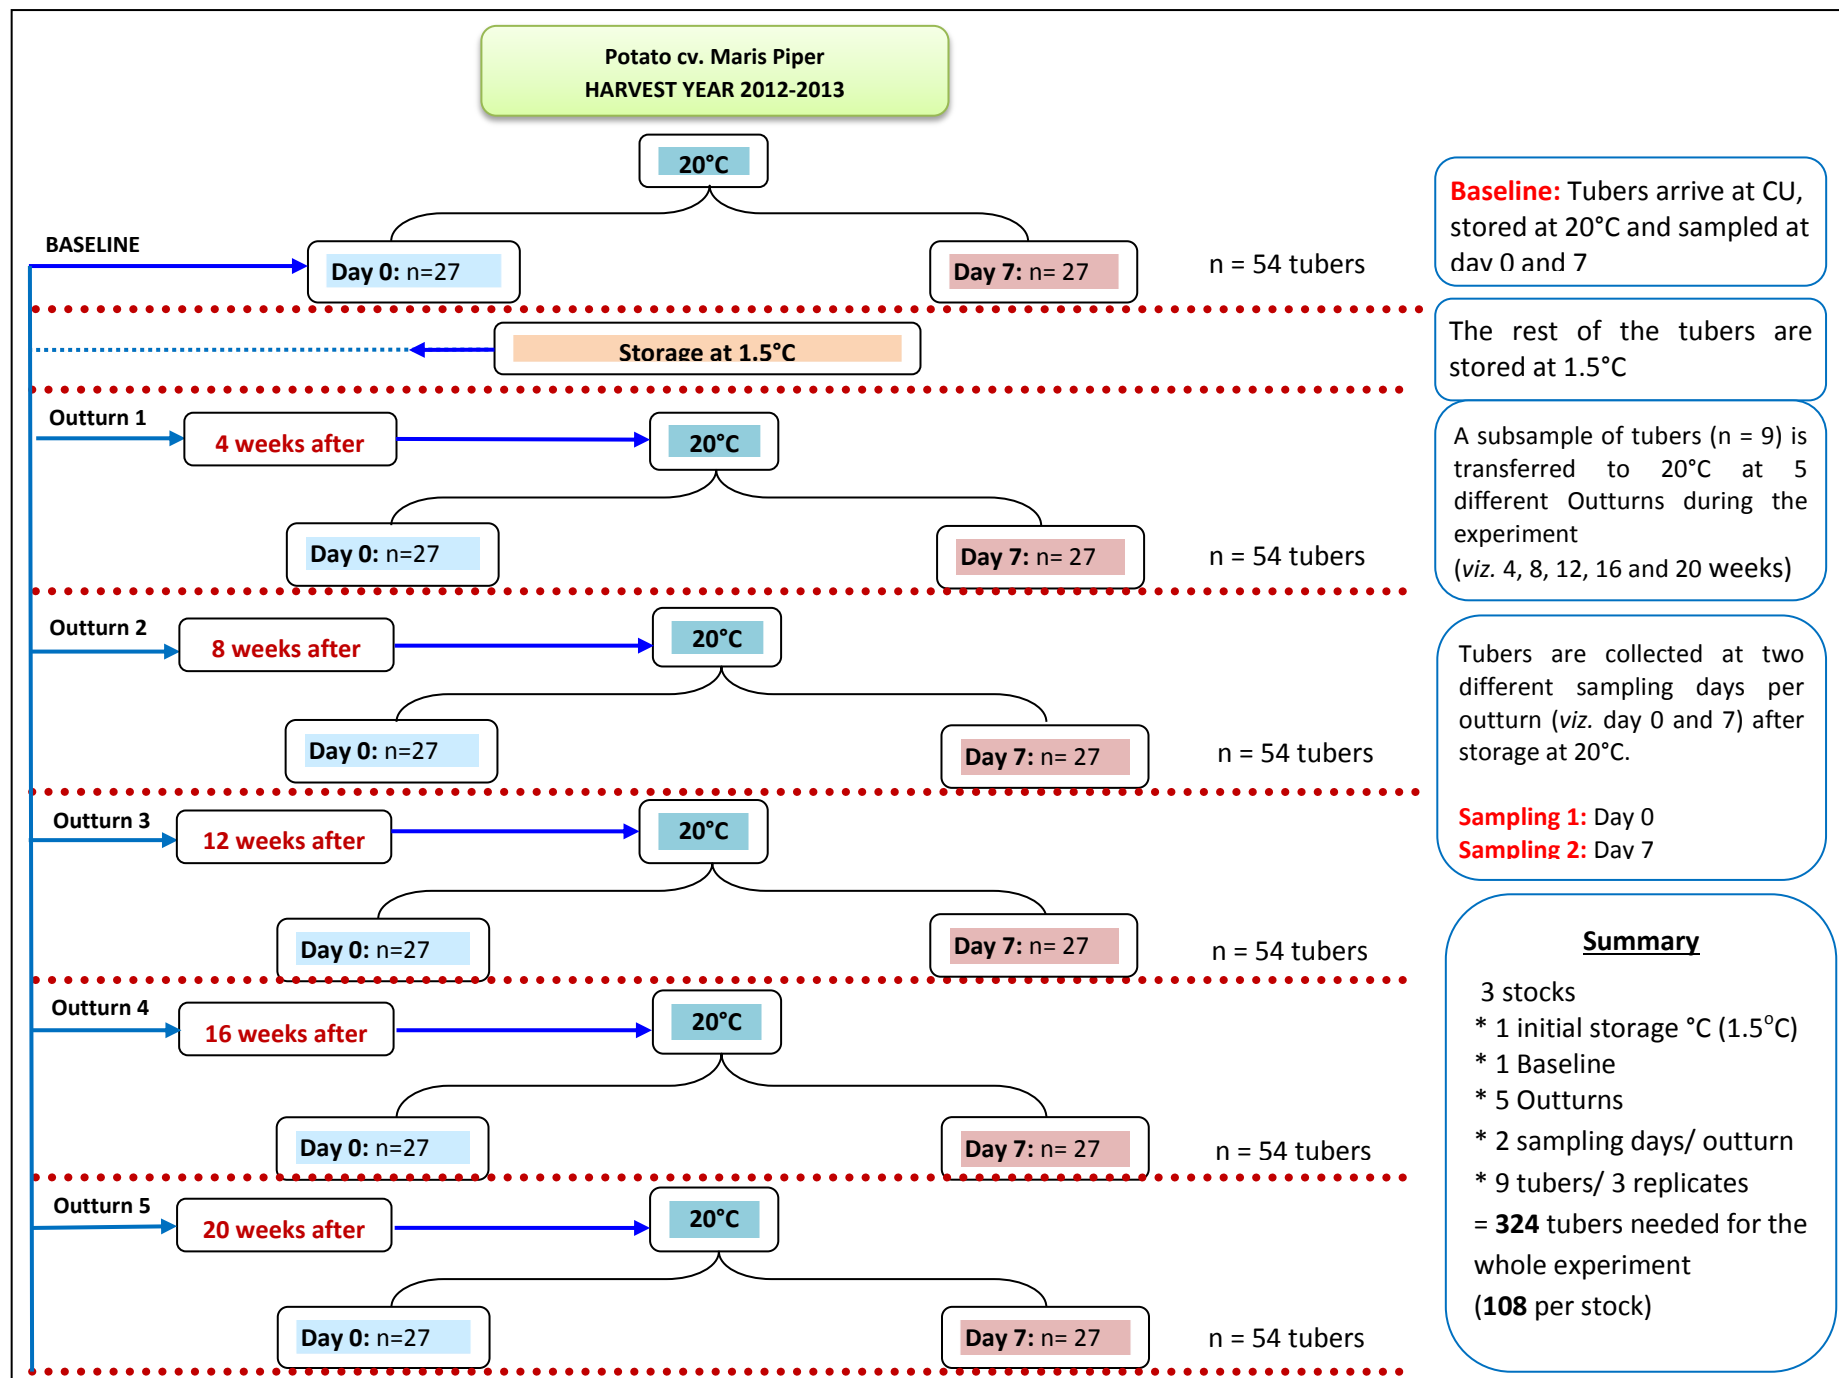 Potato cv. Maris Piper
HARVEST YEAR 2012-2013
20°C
BASELINE
Day 0: n=27
Day 7: n= 27
n = 54 tubers
Storage at 1.5°C
Outturn 1
4 weeks after
20°C
Day 0: n=27
Day 7: n= 27
n = 54 tubers
Outturn 2
8 weeks after
20°C
Day 0: n=27
Day 7: n= 27
n = 54 tubers
Outturn 3
12 weeks after
20°C
Day 0: n=27
Day 7: n= 27
n = 54 tubers
Outturn 4
16 weeks after
20°C
Day 0: n=27
Day 7: n= 27
n = 54 tubers
Outturn 5
20 weeks after
20°C
Day 0: n=27
Day 7: n= 27
n = 54 tubers
Baseline: Tubers arrive at CU,
stored at 20°C and sampled at
day 0 and 7
The rest of the tubers are
stored at 1.5°C
A subsample of tubers (n = 9) is
transferred to 20°C at 5
different Outturns during the
experiment
(viz. 4, 8, 12, 16 and 20 weeks)
Tubers are collected at two
different sampling days per
outturn (viz. day 0 and 7) after
storage at 20°C.
Sampling 1: Day 0
Sampling 2: Day 7
Summary
3 stocks
* 1 initial storage °C (1.5°C)
* 1 Baseline
* 5 Outturns
* 2 sampling days/ outturn
* 9 tubers/ 3 replicates
= 324 tubers needed for the
whole experiment
(108 per stock)